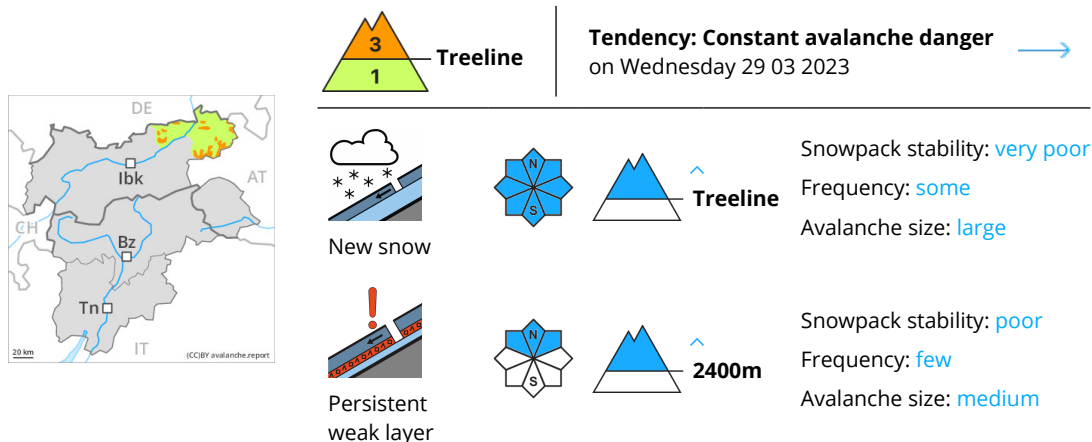 3
1
Treeline
Tendency: Constant avalanche danger
on Wednesday 29 03 2023
DE
AT
Ibk
CH
Bz
Tn
IT
20 km
(CC)BY avalanche.report
New snow
N
S
Treeline
Snowpack stability: very poor
Frequency: some
Avalanche size: large
Persistent
weak layer
N
S
2400m
Snowpack stability: poor
Frequency: few
Avalanche size: medium